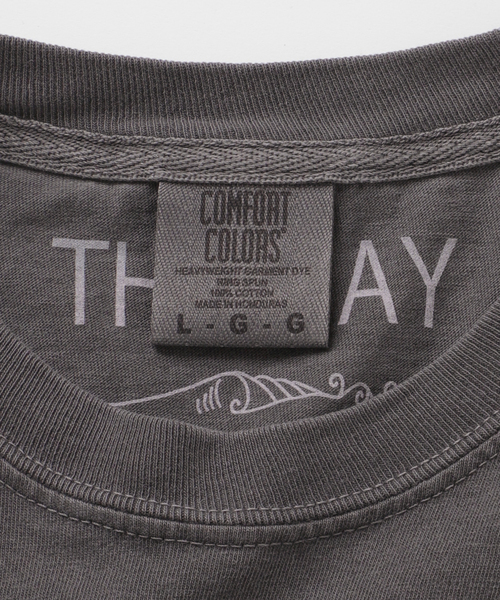 COMFORT
COLORS®
HEAVYWEIGHT GARMENT DYE
RING SPUN
100% COTTON
MADE IN HONDURAS
L - G - G
TH AY